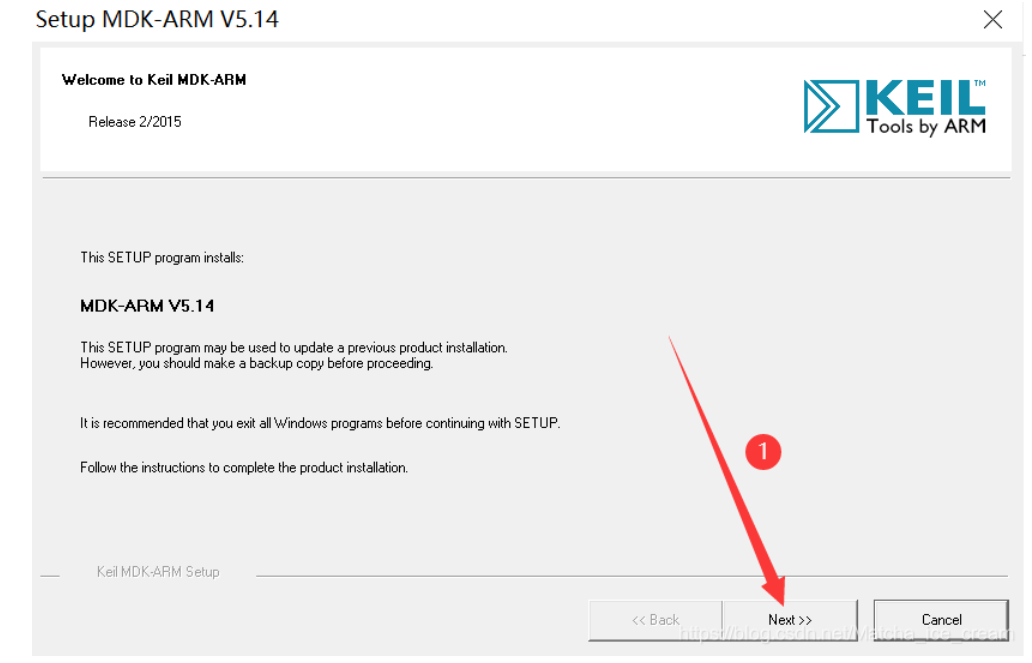 Setup MDK-ARM V5.14
Welcome to Keil MDK-ARM
Release 2/2015
KEIL™
Tools by ARM
This SETUP program installs:
MDK-ARM V5.14
This SETUP program may be used to update a previous product installation.
However, you should make a backup copy before proceeding.
It is recommended that you exit all Windows programs before continuing with SETUP.
Follow the instructions to complete the product installation.
1
Keil MDK-ARM Setup
<< Back
Next >>
Cancel
https://blog.csdn.net/Matcha_ice_cream